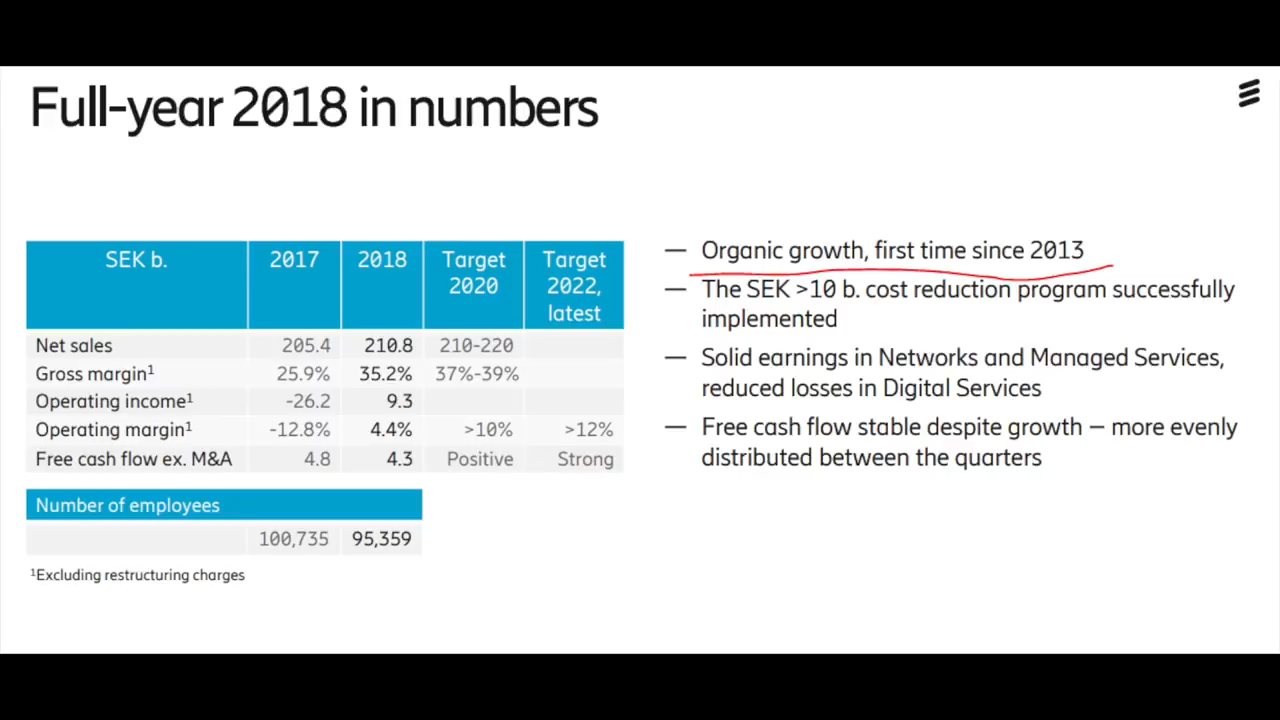 Full-year 2018 in numbers
SEK b. 2017 2018 Target 2020 Target 2022, latest
Net sales 205.4 210.8 210-220
Gross margin¹ 25.9% 35.2% 37%-39%
Operating income¹ -26.2 9.3
Operating margin¹ -12.8% 4.4% >10% >12%
Free cash flow ex. M&A 4.8 4.3 Positive Strong
Number of employees
100,735 95,359
¹Excluding restructuring charges
— Organic growth, first time since 2013
— The SEK >10 b. cost reduction program successfully
implemented
— Solid earnings in Networks and Managed Services,
reduced losses in Digital Services
— Free cash flow stable despite growth – more evenly
distributed between the quarters